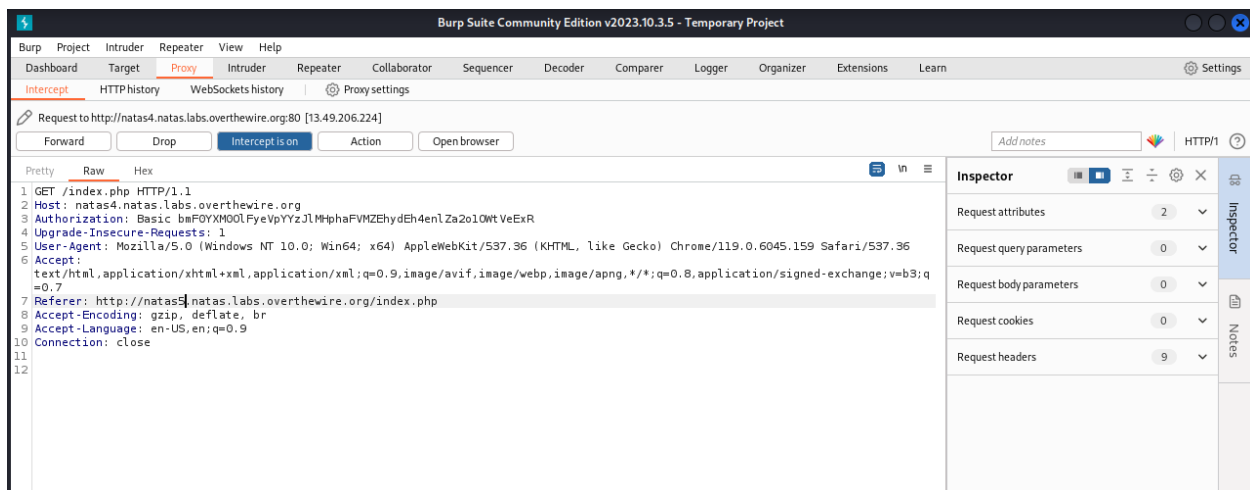 Burp Suite Community Edition v2023.10.3.5 - Temporary Project
Burp Project Intruder Repeater View Help
Dashboard Target Proxy Intruder Repeater Collaborator Sequencer Decoder Comparer Logger Organizer Extensions Learn Settings
Intercept HTTP history WebSockets history Proxy settings
Request to http://natas4.natas.labs.overthewire.org:80 [13.49.206.224]
Forward Drop Intercept is on Action Open browser Add notes HTTP/1
Pretty Raw Hex \n
1 GET /index.php HTTP/1.1
2 Host: natas4.natas.labs.overthewire.org
3 Authorization: Basic
4 Upgrade-Insecure-Requests: 1
5 User-Agent: Mozilla/5.0 (Windows NT 10.0; Win64; x64) AppleWebKit/537.36 (KHTML, like Gecko) Chrome/119.0.6045.159 Safari/537.36
6 Accept:
text/html,application/xhtml+xml,application/xml;q=0.9,image/avif,image/webp,image/apng,*/*;q=0.8,application/signed-exchange;v=b3;q
=0.7
7 Referer: http://natas5.natas.labs.overthewire.org/index.php
8 Accept-Encoding: gzip, deflate, br
9 Accept-Language: en-US,en;q=0.9
10 Connection: close
11
12
Inspector
Request attributes 2
Request query parameters 0
Request body parameters 0
Request cookies 0
Request headers 9
Inspector
Notes